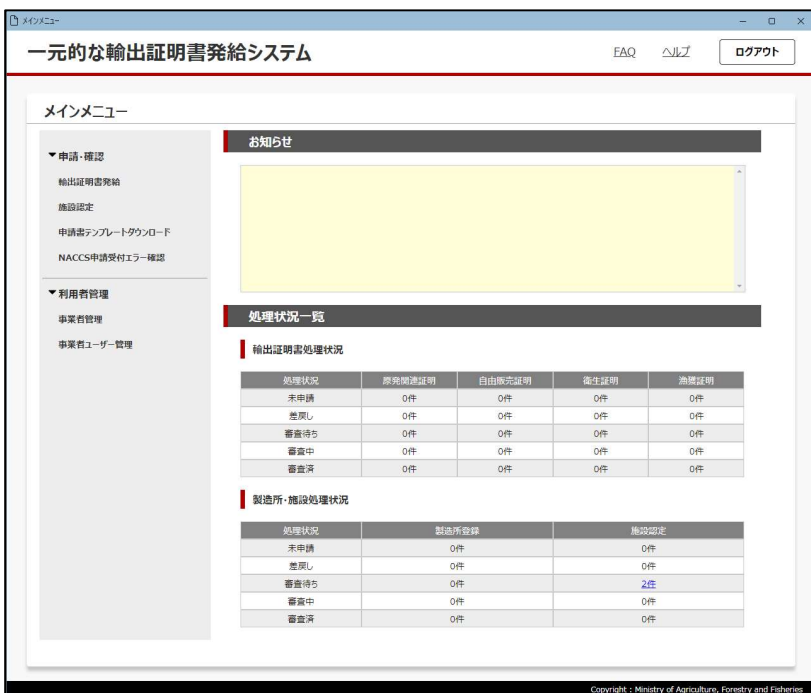 メインメニュー
一元的な輸出証明書発給システム FAQ ヘルプ ログアウト
メインメニュー
▼申請・確認
輸出証明書発給
施設認定
申請書テンプレートダウンロード
NACCS申請受付エラー確認
▼利用者管理
事業者管理
事業者ユーザー管理
お知らせ
処理状況一覧
輸出証明書処理状況
処理状況 原発関連証明 自由販売証明 衛生証明 漁獲証明
未申請 0件 0件 0件 0件
差戻し 0件 0件 0件 0件
審査待ち 0件 0件 0件 0件
審査中 0件 0件 0件 0件
審査済 0件 0件 0件 0件
製造所・施設処理状況
処理状況 製造所登録 施設認定
未申請 0件 0件
差戻し 0件 0件
審査待ち 0件 2件
審査中 0件 0件
審査済 0件 0件
Copyright : Ministry of Agriculture, Forestry and Fisheries